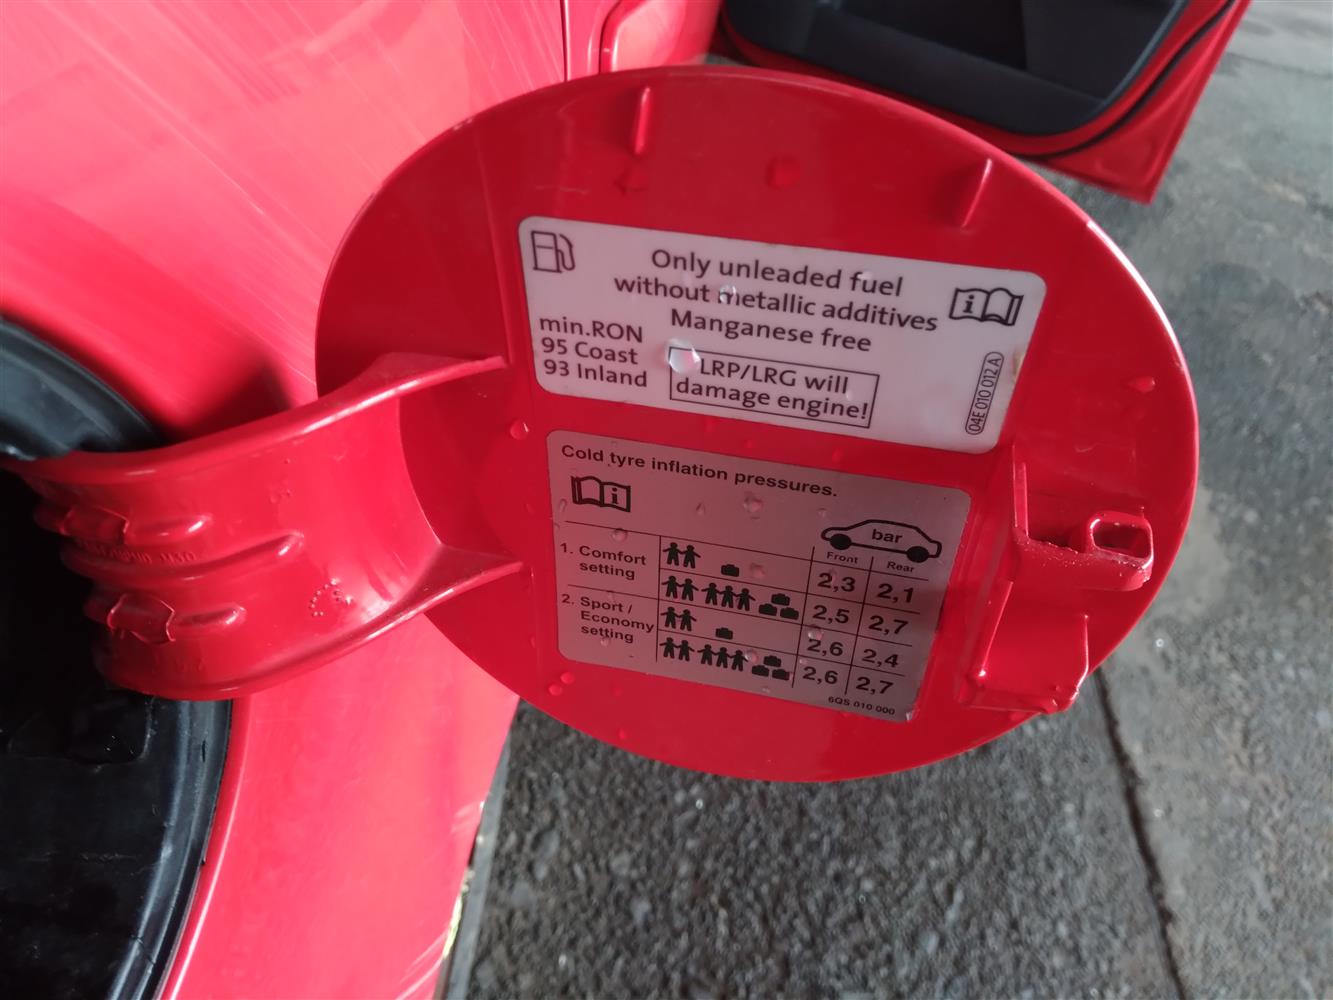 Only unleaded fuel
without metallic additives
Manganese free
min.RON
95 Coast
93 Inland
LRP/LRG will
damage engine!
04E 010 012 A
Cold tyre inflation pressures.
bar
Front Rear
1. Comfort
setting
2,3 2,1
2,5 2,7
2. Sport /
Economy
setting
2,6 2,4
2,6 2,7
6QS 010 000